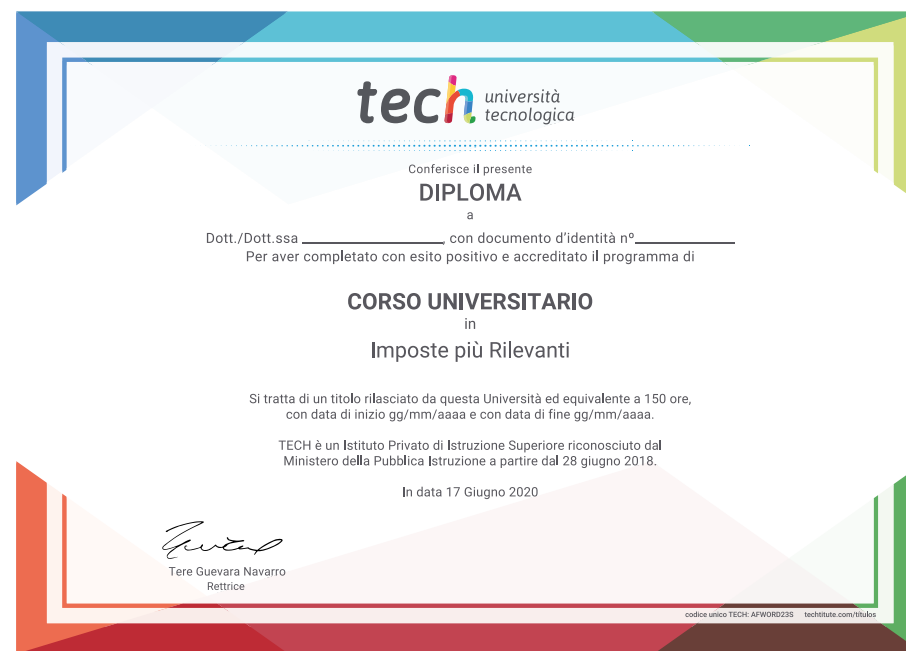 tech università
tecnologica
Conferisce il presente
DIPLOMA
a
Dott./Dott.ssa ____________________, con documento d'identità nº______________
Per aver completato con esito positivo e accreditato il programma di
CORSO UNIVERSITARIO
in
Imposte più Rilevanti
Si tratta di un titolo rilasciato da questa Università ed equivalente a 150 ore,
con data di inizio gg/mm/aaaa e con data di fine gg/mm/aaaa.
TECH è un Istituto Privato di Istruzione Superiore riconosciuto dal
Ministero della Pubblica Istruzione a partire dal 28 giugno 2018.
In data 17 Giugno 2020
Tere Guevara Navarro
Rettrice
codice unico TECH: AFWORD23S techtitute.com/titulos